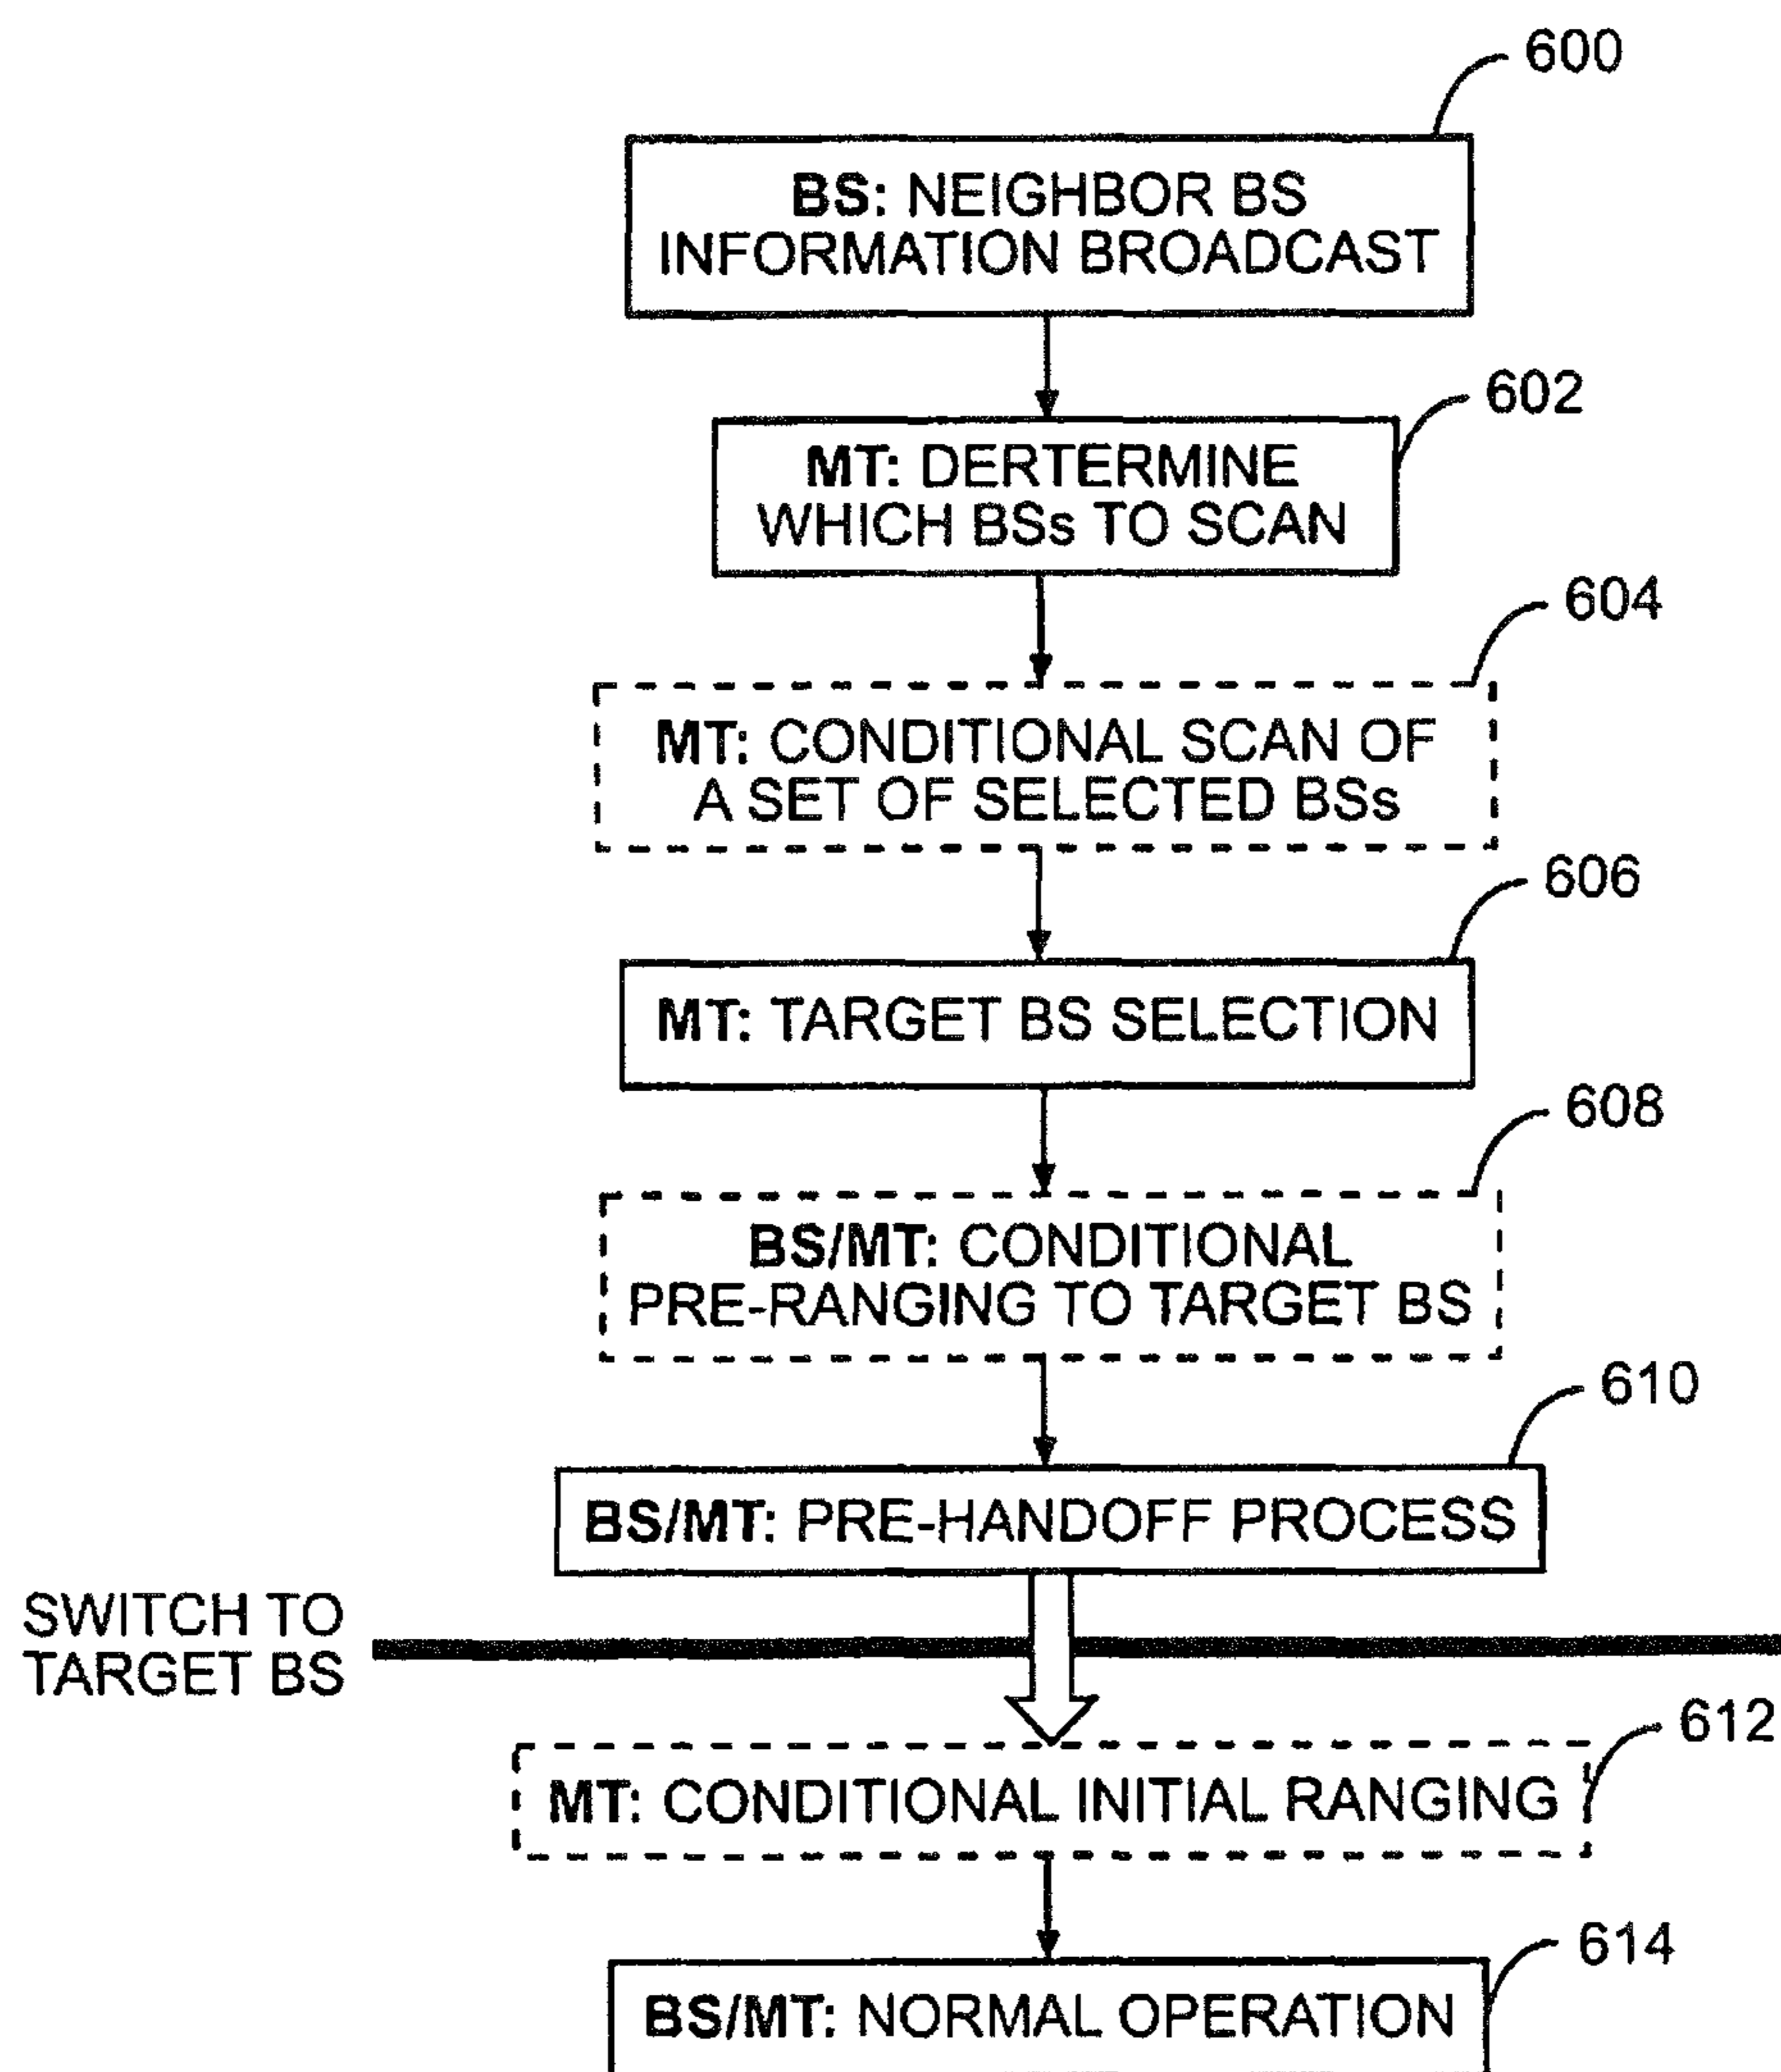 600
BS: NEIGHBOR BS
INFORMATION BROADCAST
602
MT: DERTERMINE
WHICH BSs TO SCAN
604
MT: CONDITIONAL SCAN OF
A SET OF SELECTED BSs
606
MT: TARGET BS SELECTION
608
BS/MT: CONDITIONAL
PRE-RANGING TO TARGET BS
610
BS/MT: PRE-HANDOFF PROCESS
SWITCH TO
TARGET BS
612
MT: CONDITIONAL INITIAL RANGING
614
BS/MT: NORMAL OPERATION